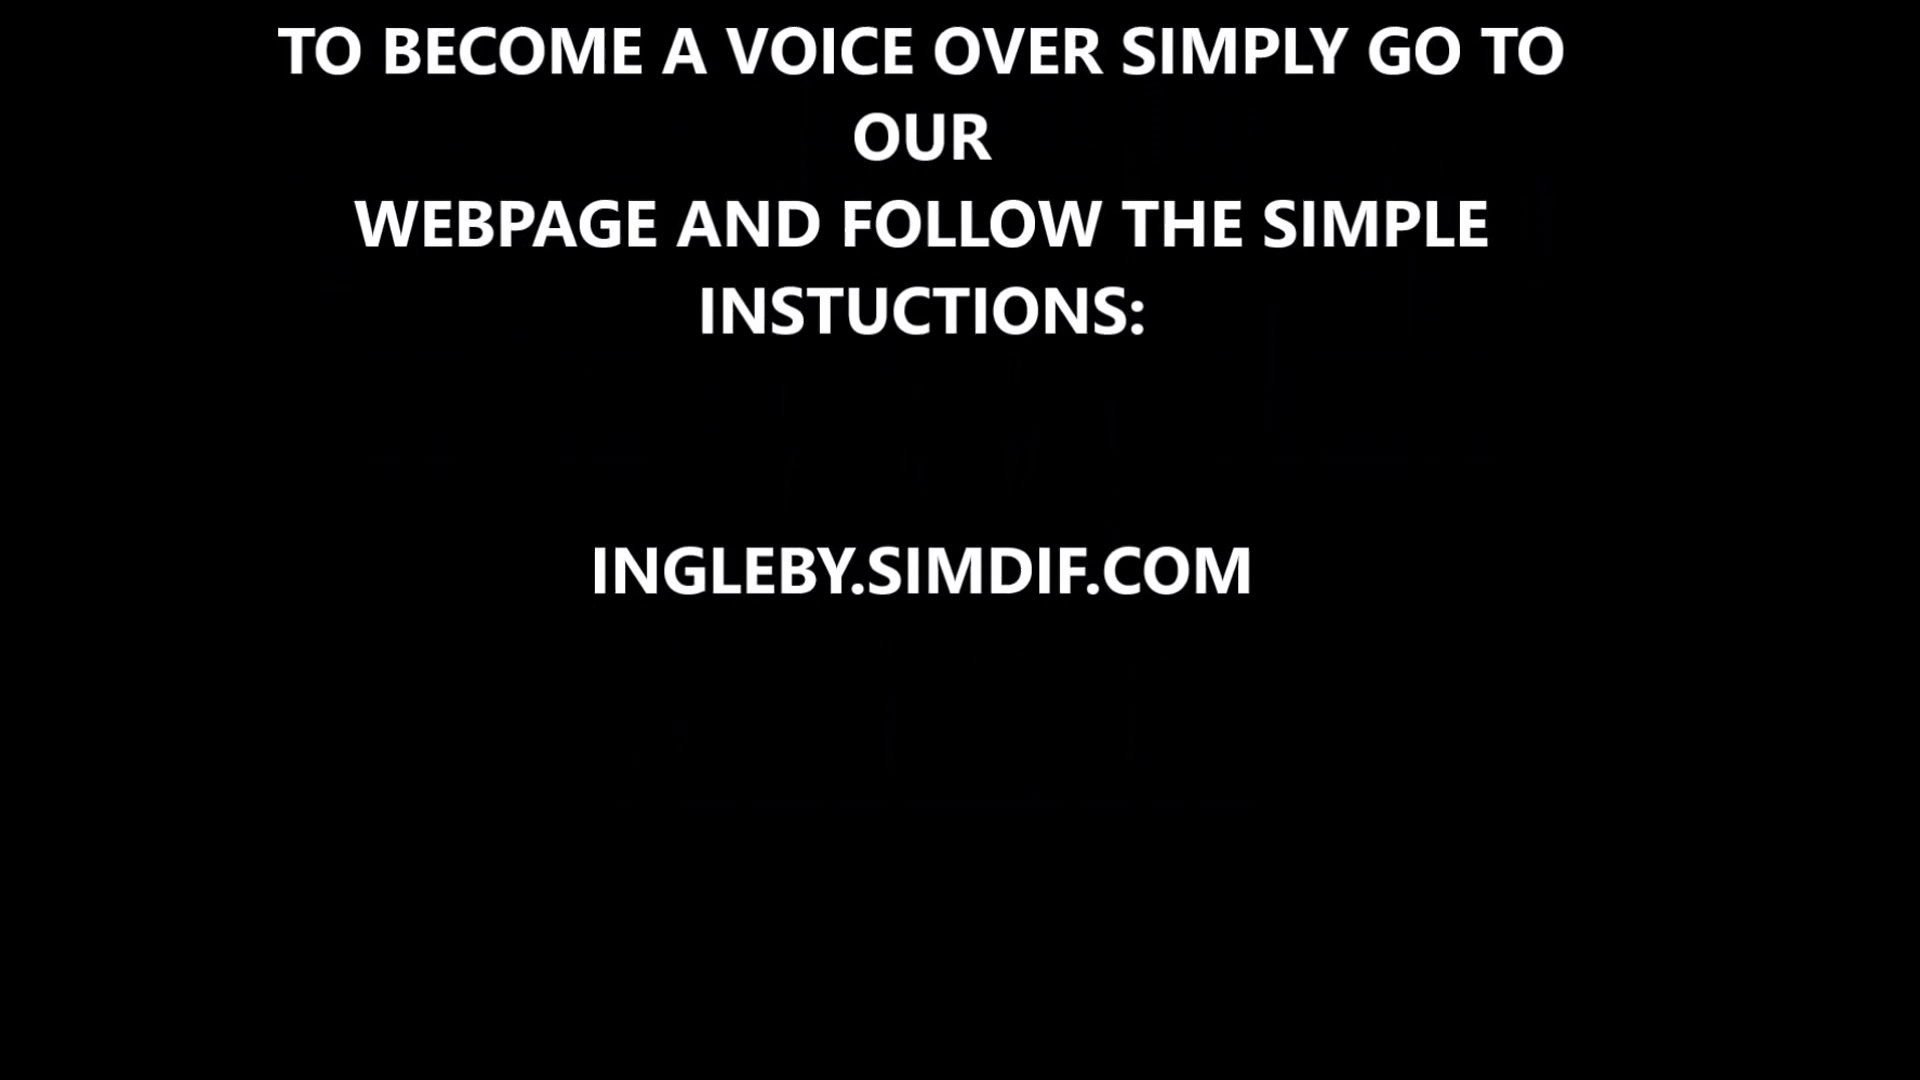 TO BECOME A VOICE OVER SIMPLY GO TO
OUR
WEBPAGE AND FOLLOW THE SIMPLE
INSTUCTIONS:
INGLEBY.SIMDIF.COM